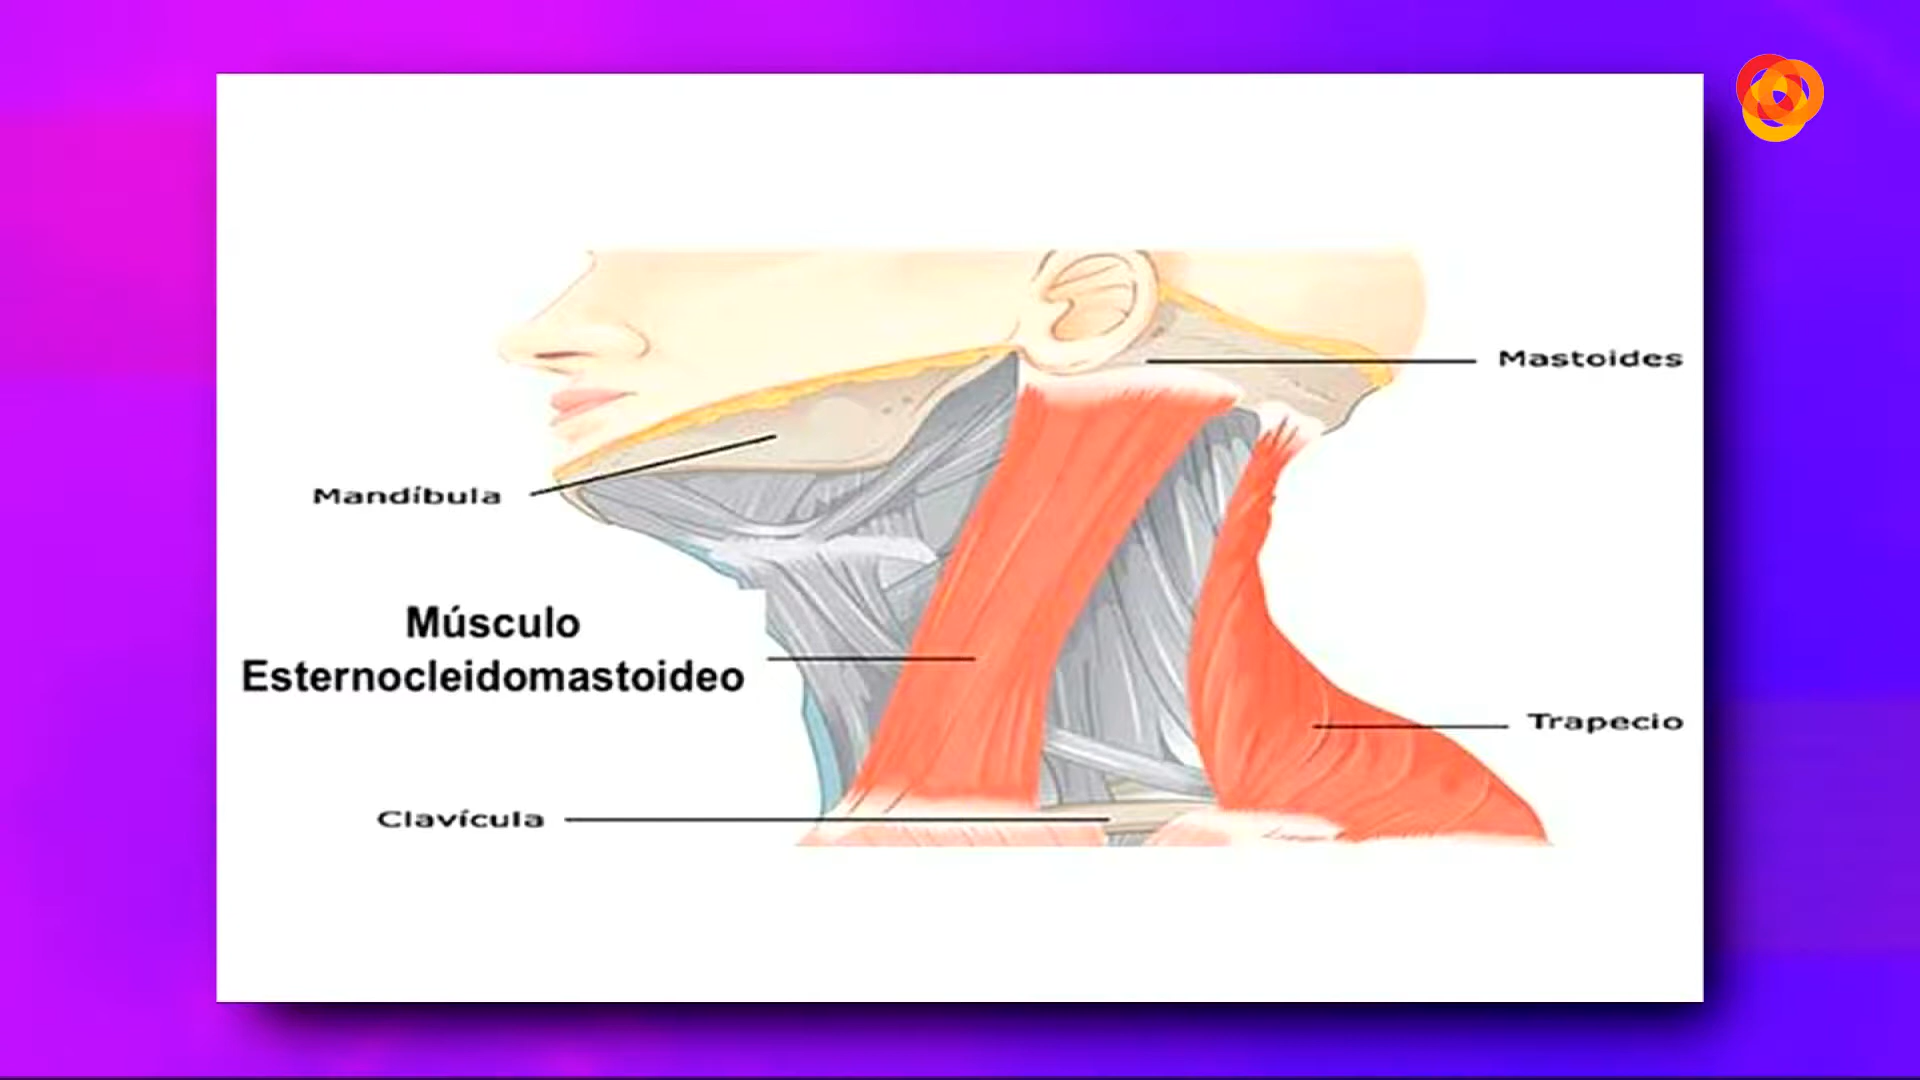 Mastoides
Mandíbula
Músculo
Esternocleidomastoideo
Trapecio
Clavícula